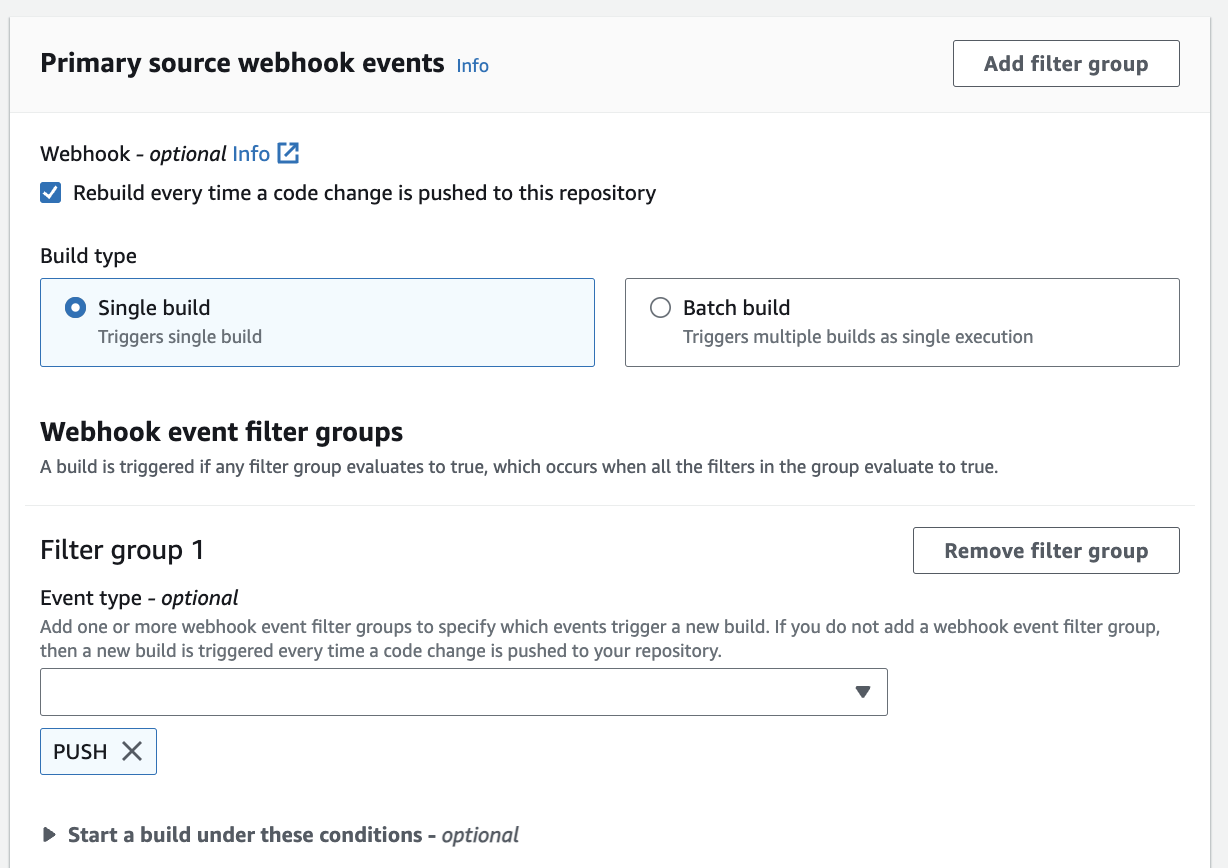 Primary source webhook events Info
Add filter group
Webhook - optional Info
Rebuild every time a code change is pushed to this repository
Build type
Single build
Triggers single build
Batch build
Triggers multiple builds as single execution
Webhook event filter groups
A build is triggered if any filter group evaluates to true, which occurs when all the filters in the group evaluate to true.
Filter group 1
Remove filter group
Event type - optional
Add one or more webhook event filter groups to specify which events trigger a new build. If you do not add a webhook event filter group,
then a new build is triggered every time a code change is pushed to your repository.
PUSH
Start a build under these conditions - optional